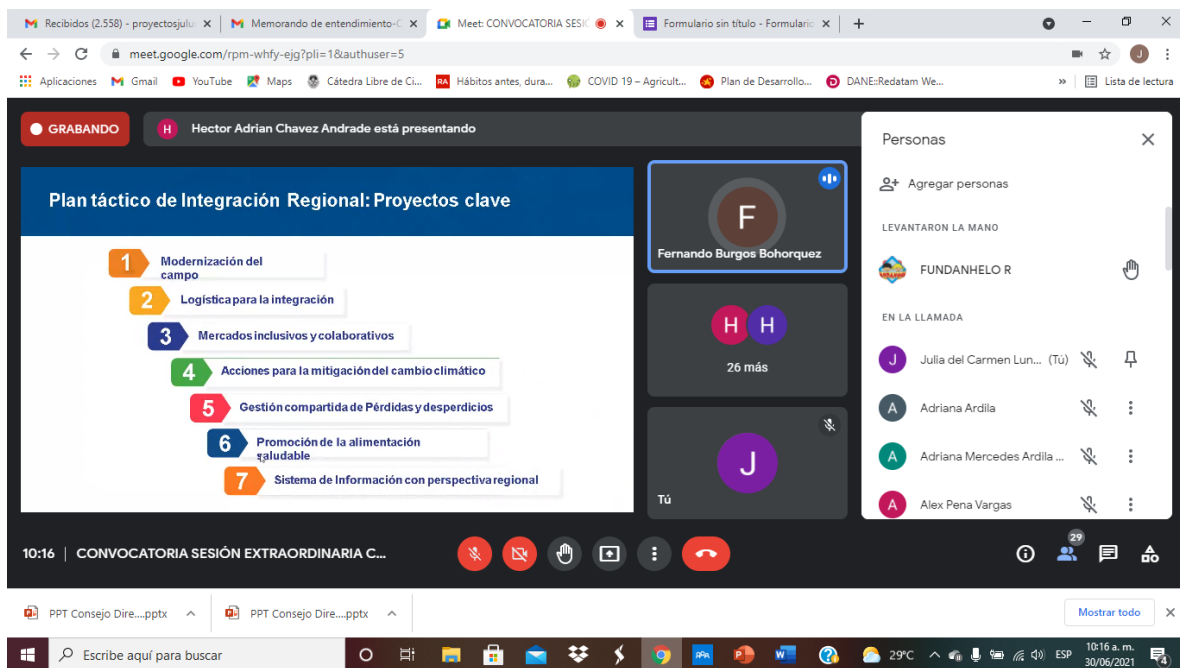 Recibidos (2.558) - proyectosjulu
Memorando de entendimiento-C
Meet: CONVOCATORIA SESIÓ
Formulario sin título - Formulario
meet.google.com/rpm-whfy-ejg?pli=1&authuser=5
J
Aplicaciones
Gmail
YouTube
Maps
Cátedra Libre de Ci...
RA Hábitos antes, dura...
COVID 19 – Agricult...
Plan de Desarrollo...
DANE::Redatam We...
»
Lista de lectura
GRABANDO
H Hector Adrian Chavez Andrade está presentando
Plan táctico de Integración Regional: Proyectos clave
1 Modernización del
campo
2 Logística para la integración
3 Mercados inclusivos y colaborativos
4 Acciones para la mitigación del cambio climático
5 Gestión compartida de Pérdidas y desperdicios
6 Promoción de la alimentación
saludable
7 Sistema de Información con perspectiva regional
F
Fernando Burgos Bohorquez
H H
26 más
J
Tú
Personas
Agregar personas
LEVANTARON LA MANO
FUNDANHELO R
EN LA LLAMADA
J Julia del Carmen Lun... (Tú)
A Adriana Ardila
A Adriana Mercedes Ardila ...
A Alex Pena Vargas
10:16 | CONVOCATORIA SESIÓN EXTRAORDINARIA C...
29
PPT Consejo Dire....pptx
PPT Consejo Dire....pptx
Mostrar todo
Escribe aquí para buscar
29°C
ESP
10:16 a. m.
30/06/2021
4